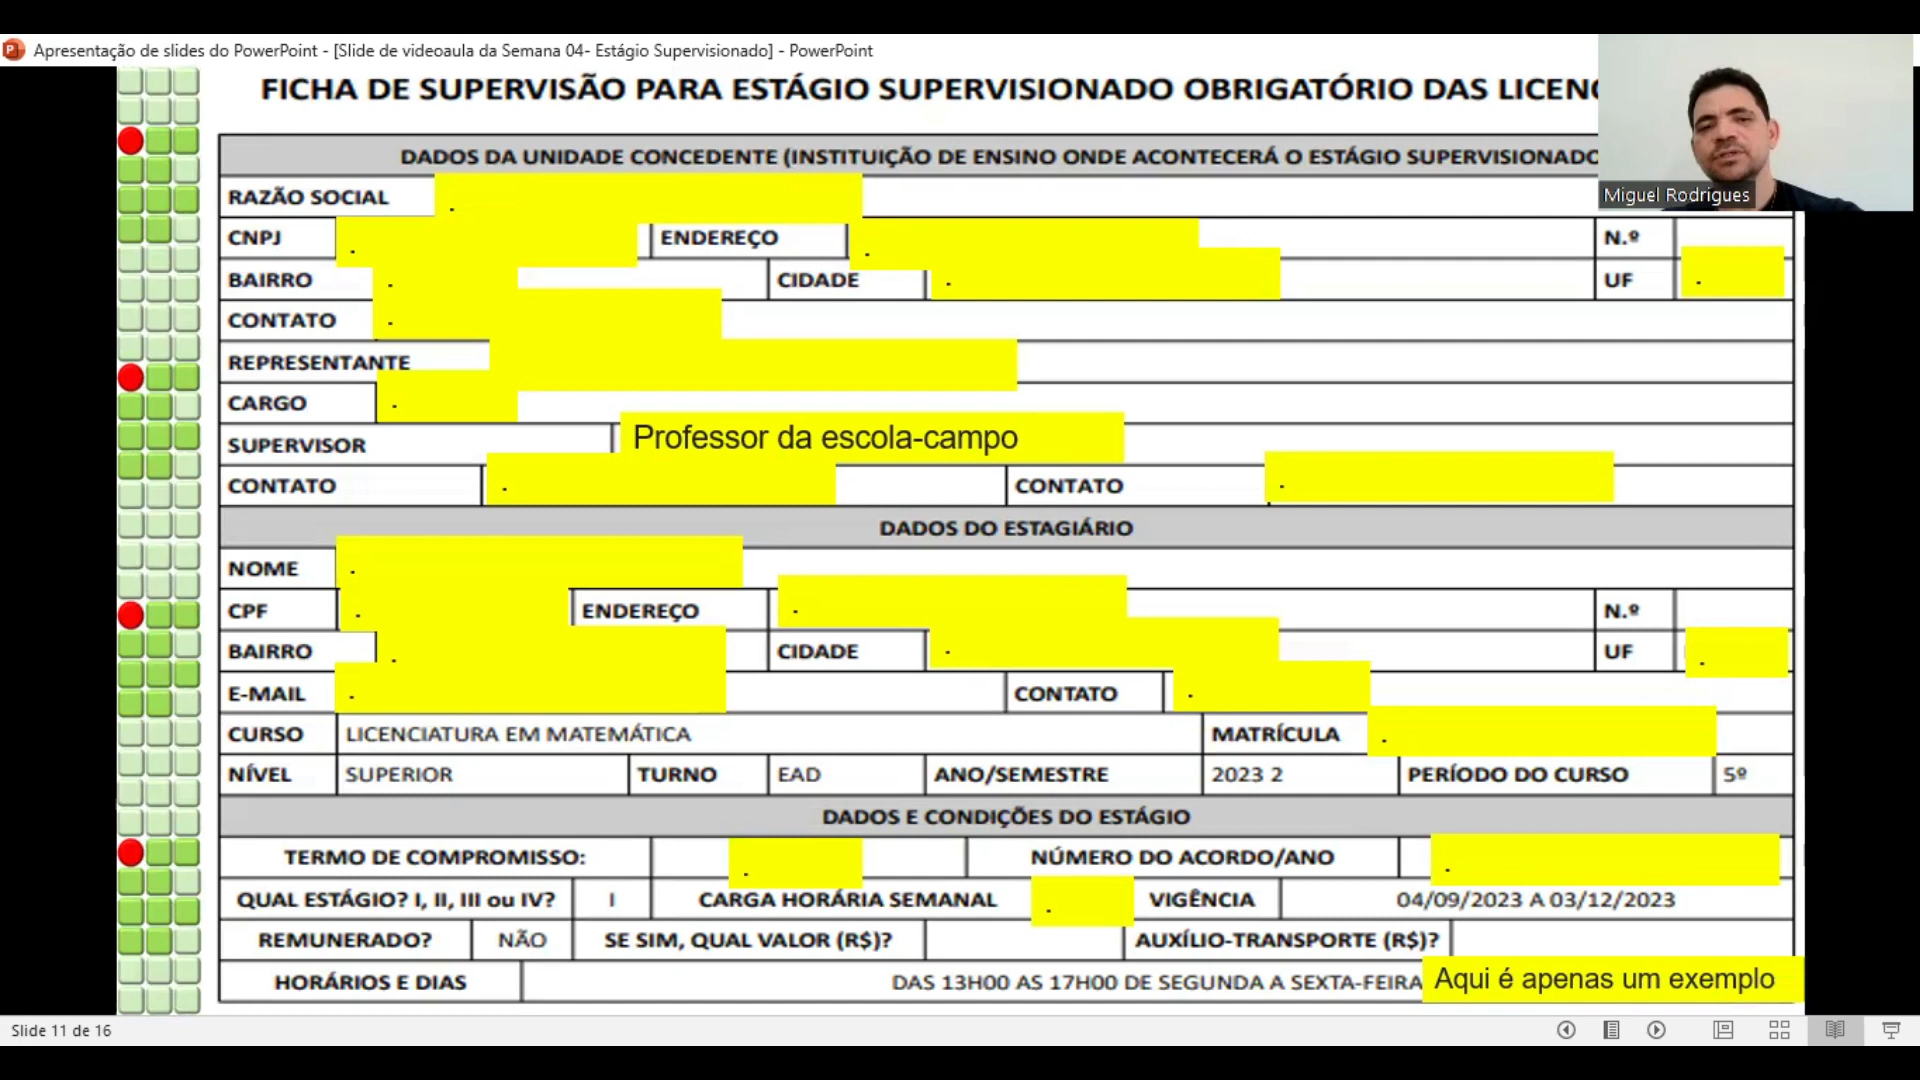 Apresentação de slides do PowerPoint - [Slide de videoaula da Semana 04- Estágio Supervisionado] - PowerPoint
FICHA DE SUPERVISÃO PARA ESTÁGIO SUPERVISIONADO OBRIGATÓRIO DAS
Miguel Rodrigues
DADOS DA UNIDADE CONCEDENTE (INSTITUIÇÃO DE ENSINO ONDE ACONTECERÁ O ESTÁGIO SUPERVISIONADO
RAZÃO SOCIAL .
CNPJ . ENDEREÇO . N.º
BAIRRO . CIDADE . UF .
CONTATO .
REPRESENTANTE
CARGO .
SUPERVISOR Professor da escola-campo
CONTATO . CONTATO .
DADOS DO ESTAGIÁRIO
NOME .
CPF . ENDEREÇO . N.º
BAIRRO . CIDADE . UF .
E-MAIL . CONTATO .
CURSO LICENCIATURA EM MATEMÁTICA MATRÍCULA .
NÍVEL SUPERIOR TURNO EAD ANO/SEMESTRE 2023 2 PERÍODO DO CURSO 5º
DADOS E CONDIÇÕES DO ESTÁGIO
TERMO DE COMPROMISSO: . NÚMERO DO ACORDO/ANO .
QUAL ESTÁGIO? I, II, III ou IV? I CARGA HORÁRIA SEMANAL . VIGÊNCIA 04/09/2023 A 03/12/2023
REMUNERADO? NÃO SE SIM, QUAL VALOR (R$)? AUXÍLIO-TRANSPORTE (R$)?
HORÁRIOS E DIAS DAS 13H00 AS 17H00 DE SEGUNDA A SEXTA-FEIRA Aqui é apenas um exemplo
Slide 11 de 16